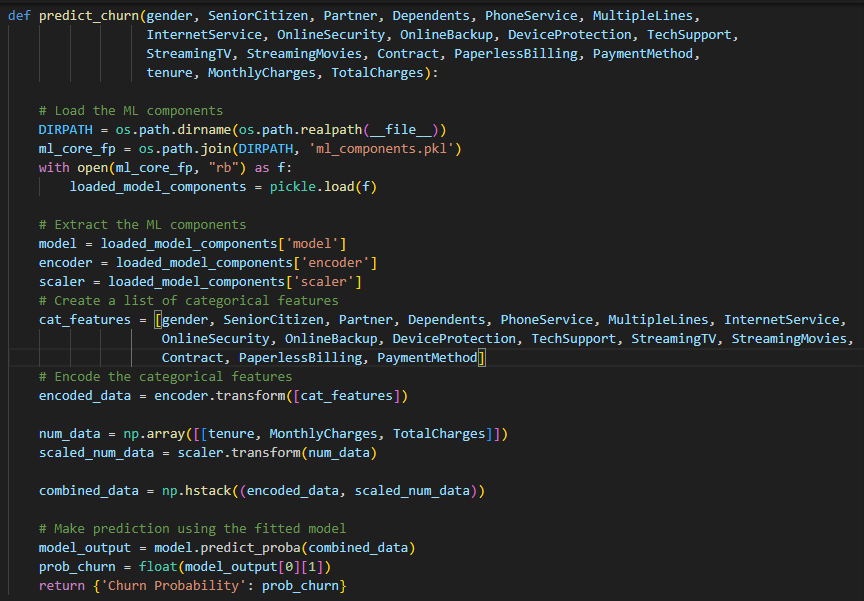 def predict_churn(gender, SeniorCitizen, Partner, Dependents, PhoneService, MultipleLines,
                  InternetService, OnlineSecurity, OnlineBackup, DeviceProtection, TechSupport,
                  StreamingTV, StreamingMovies, Contract, PaperlessBilling, PaymentMethod,
                  tenure, MonthlyCharges, TotalCharges):

    # Load the ML components
    DIRPATH = os.path.dirname(os.path.realpath(__file__))
    ml_core_fp = os.path.join(DIRPATH, 'ml_components.pkl')
    with open(ml_core_fp, "rb") as f:
        loaded_model_components = pickle.load(f)

    # Extract the ML components
    model = loaded_model_components['model']
    encoder = loaded_model_components['encoder']
    scaler = loaded_model_components['scaler']
    # Create a list of categorical features
    cat_features = [gender, SeniorCitizen, Partner, Dependents, PhoneService, MultipleLines, InternetService,
                    OnlineSecurity, OnlineBackup, DeviceProtection, TechSupport, StreamingTV, StreamingMovies,
                    Contract, PaperlessBilling, PaymentMethod]
    # Encode the categorical features
    encoded_data = encoder.transform([cat_features])

    num_data = np.array([[tenure, MonthlyCharges, TotalCharges]])
    scaled_num_data = scaler.transform(num_data)

    combined_data = np.hstack((encoded_data, scaled_num_data))

    # Make prediction using the fitted model
    model_output = model.predict_proba(combined_data)
    prob_churn = float(model_output[0][1])
    return {'Churn Probability': prob_churn}